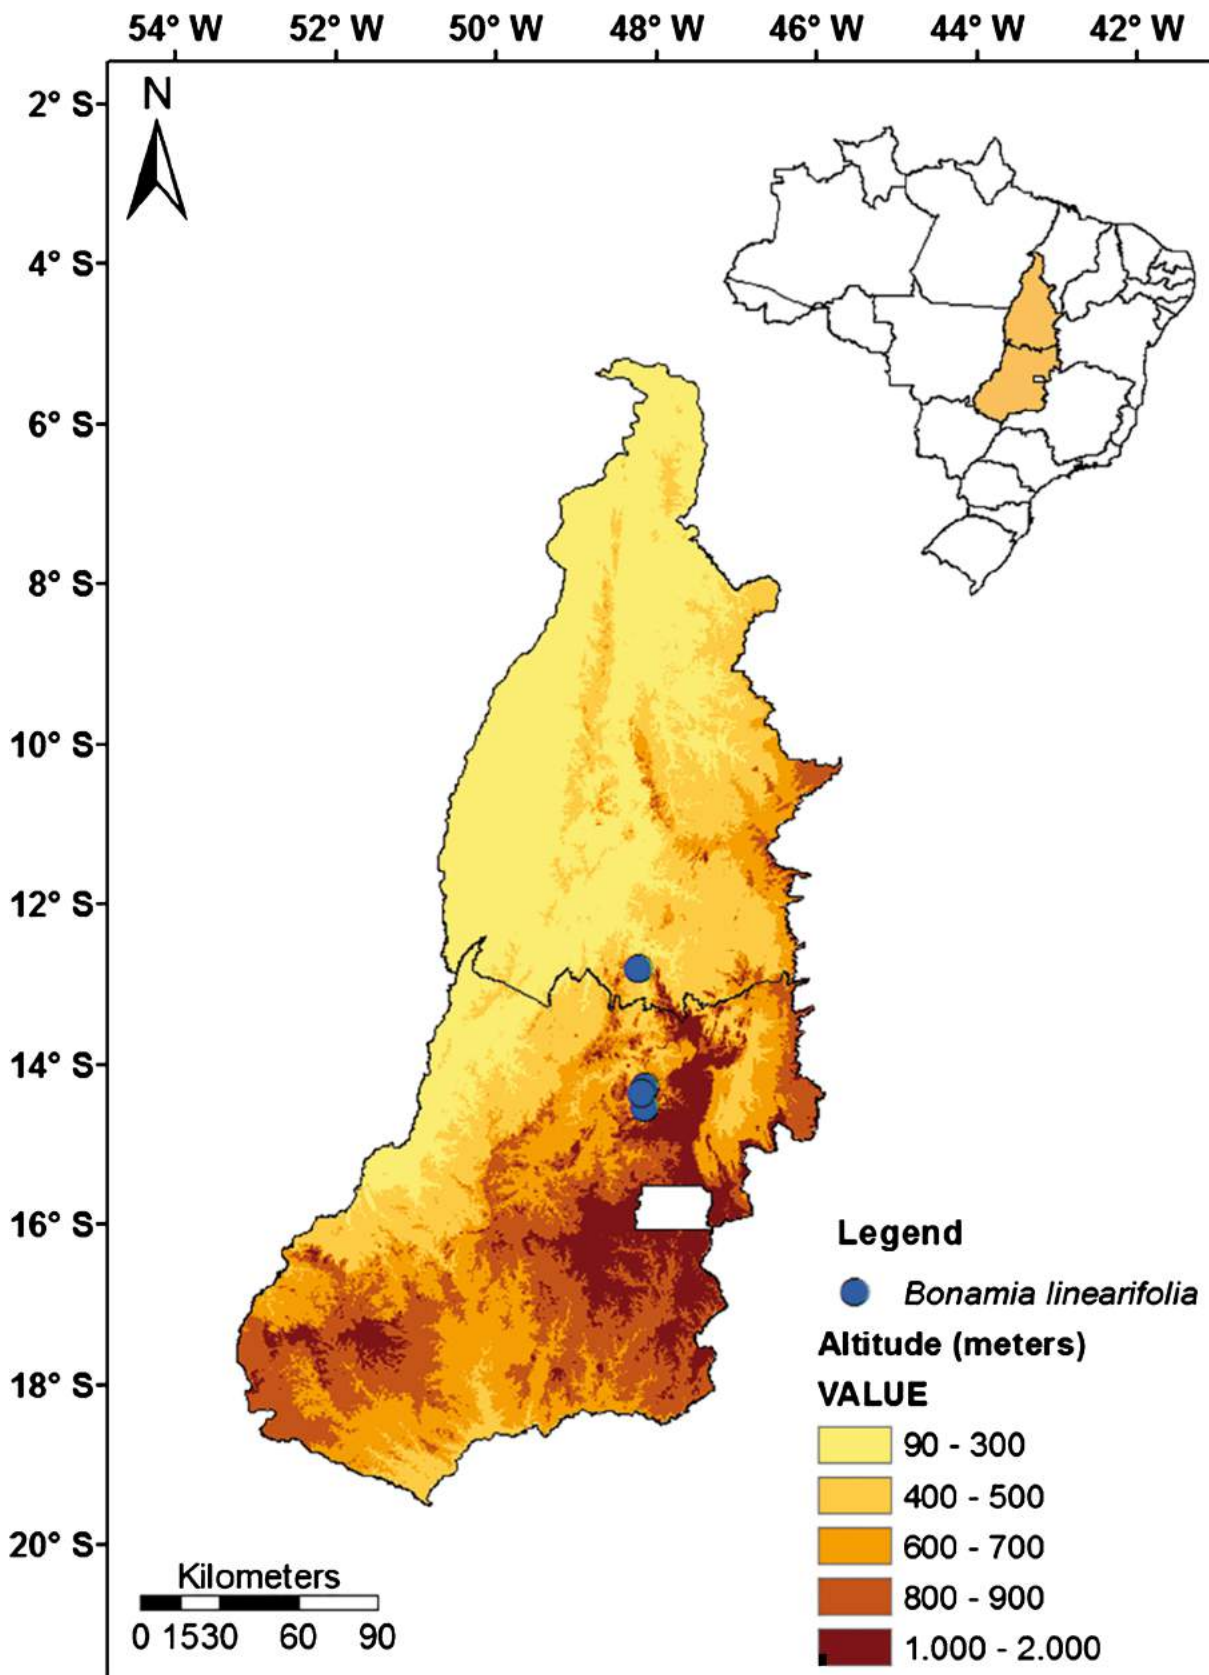 54° W 52° W 50° W 48° W 46° W 44° W 42° W
N
2° S
4° S
6° S
8° S
10° S
12° S
14° S
16° S
18° S
20° S
Legend
Bonamia linearifolia
Altitude (meters)
VALUE
90 - 300
400 - 500
600 - 700
800 - 900
1.000 - 2.000
Kilometers
0 15 30 60 90